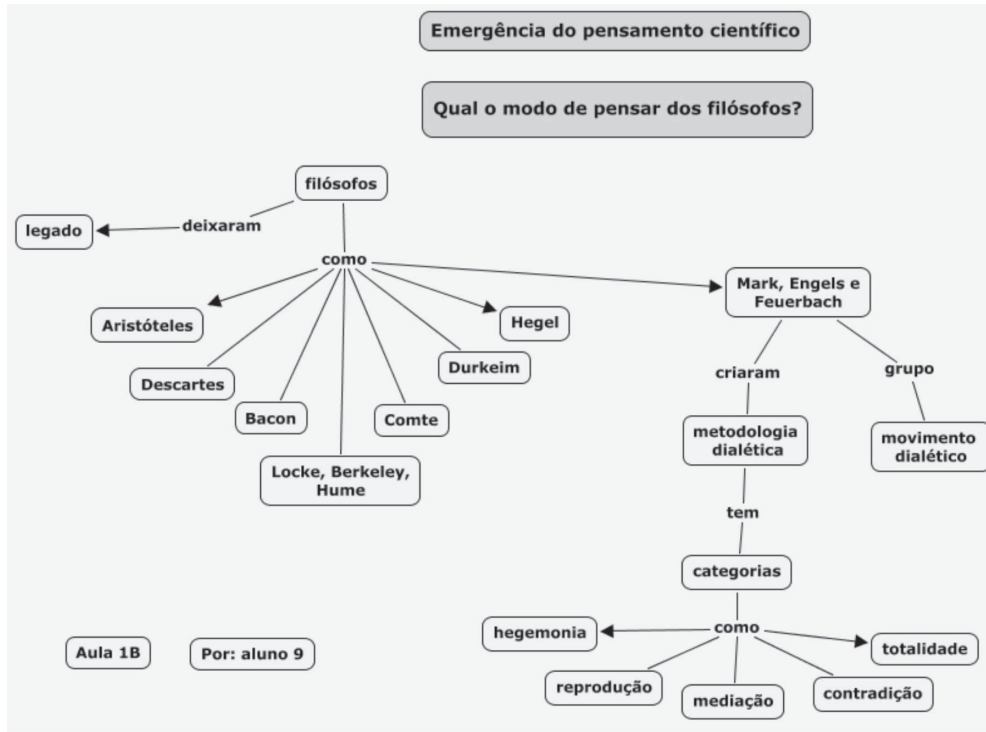 Emergência do pensamento científico
Qual o modo de pensar dos filósofos?
filósofos
deixaram
legado
como
Mark, Engels e
Feuerbach
Aristóteles
Hegel
Descartes
Durkeim
Bacon
Comte
Locke, Berkeley,
Hume
criaram
grupo
metodologia
dialética
movimento
dialético
tem
categorias
como
hegemonia
totalidade
reprodução
mediação
contradição
Aula 1B
Por: aluno 9